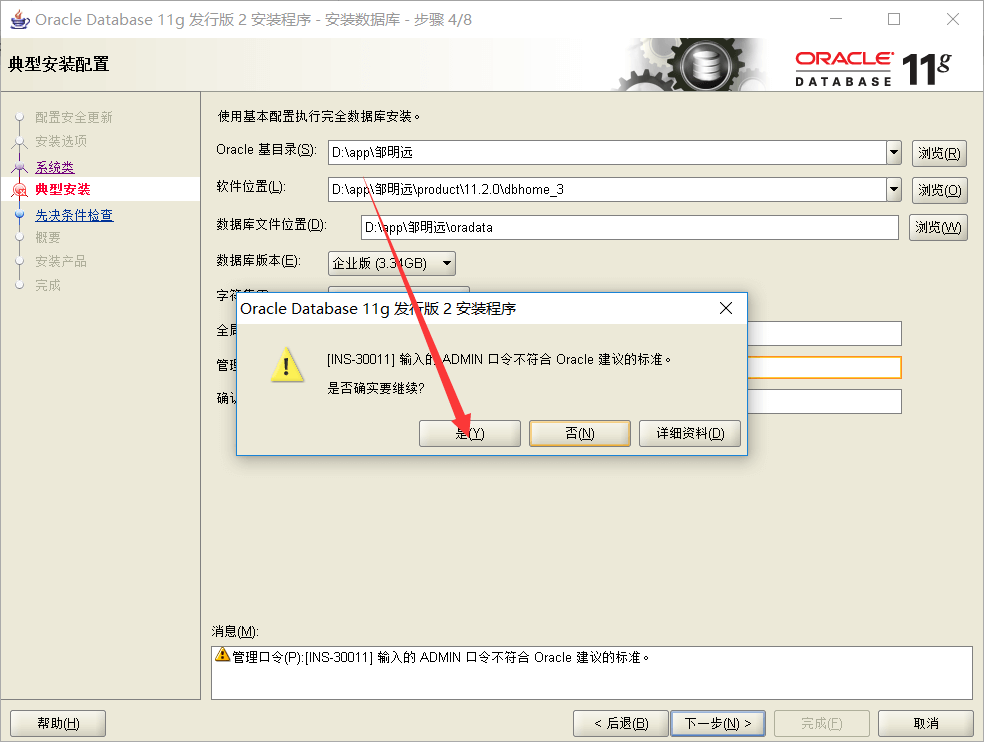 Oracle Database 11g 发行版 2 安装程序 - 安装数据库 - 步骤 4/8
典型安装配置
ORACLE
DATABASE 11g
配置安全更新
安装选项
系统类
典型安装
先决条件检查
概要
安装产品
完成
使用基本配置执行完全数据库安装。
Oracle 基目录(S): D:\app\邹明远 浏览(R)
软件位置(L): D:\app\邹明远\product\11.2.0\dbhome_3 浏览(O)
数据库文件位置(D): D:\app\邹明远\oradata 浏览(W)
数据库版本(E): 企业版 (3.34GB)
字符集
全局
管理
确认
Oracle Database 11g 发行版 2 安装程序
[INS-30011] 输入的 ADMIN 口令不符合 Oracle 建议的标准。
是否确实要继续?
是(Y) 否(N) 详细资料(D)
消息(M):
管理口令(P):[INS-30011] 输入的 ADMIN 口令不符合 Oracle 建议的标准。
帮助(H) < 后退(B) 下一步(N) > 完成(F) 取消